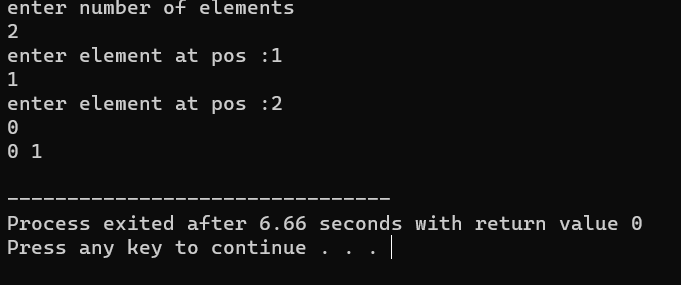 enter number of elements
2
enter element at pos :1
1
enter element at pos :2
0
0 1
--------------------------------
Process exited after 6.66 seconds with return value 0
Press any key to continue . . .